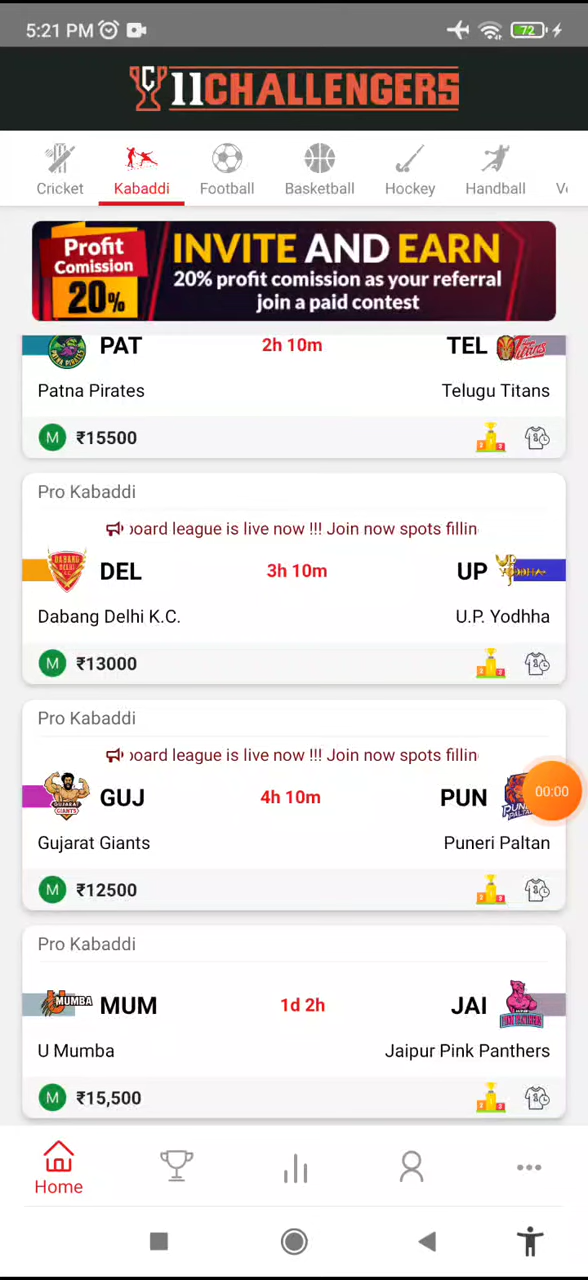 5:21 PM
72
11CHALLENGERS
Cricket
Kabaddi
Football
Basketball
Hockey
Handball
Profit
Comission
20%
INVITE AND EARN
20% profit comission as your referral
join a paid contest
PAT
2h 10m
TEL
Patna Pirates
Telugu Titans
M ₹15500
Pro Kabaddi
board league is live now !!! Join now spots fillin
DEL
3h 10m
UP
Dabang Delhi K.C.
U.P. Yodhha
M ₹13000
Pro Kabaddi
board league is live now !!! Join now spots fillin
GUJ
4h 10m
PUN
00:00
Gujarat Giants
Puneri Paltan
M ₹12500
Pro Kabaddi
MUMBA
MUM
1d 2h
JAI
U Mumba
Jaipur Pink Panthers
M ₹15,500
Home